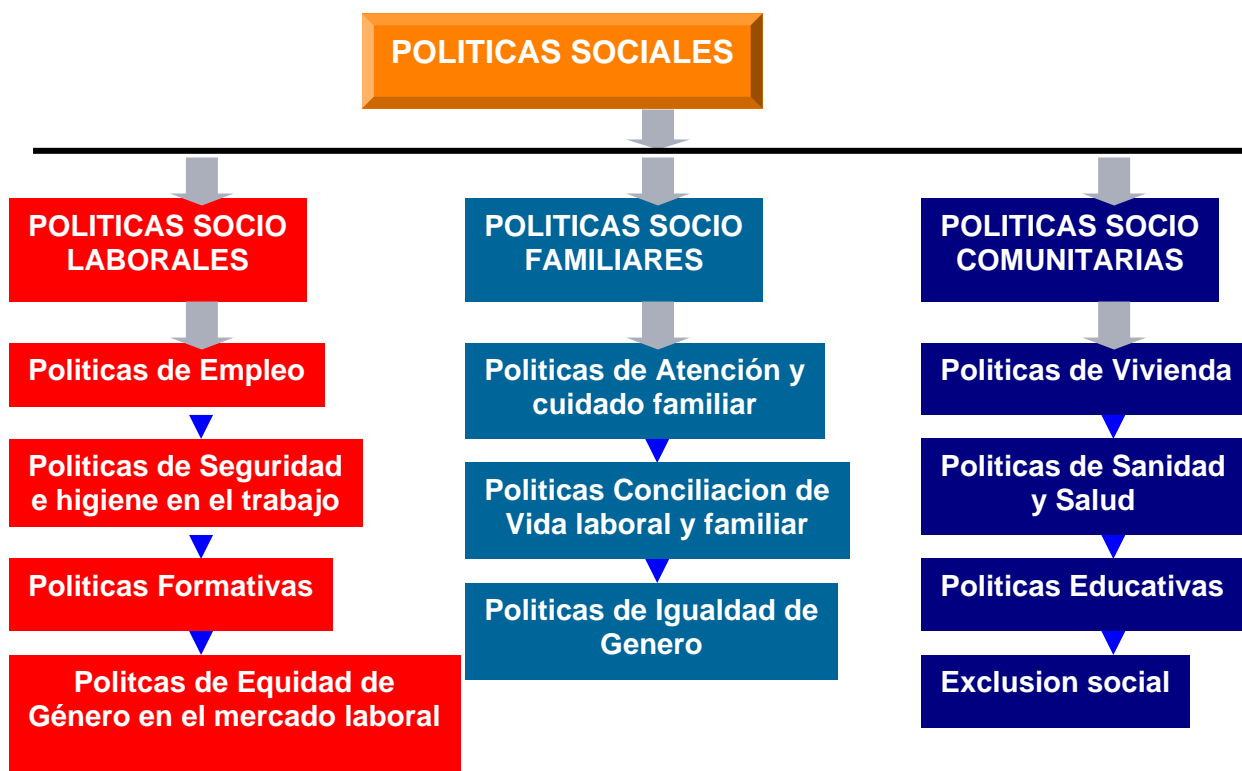 POLITICAS SOCIALES
POLITICAS SOCIO
LABORALES
Politicas de Empleo
Politicas de Seguridad
e higiene en el trabajo
Politicas Formativas
Politcas de Equidad de
Género en el mercado laboral
POLITICAS SOCIO
FAMILIARES
Politicas de Atención y
cuidado familiar
Politicas Conciliacion de
Vida laboral y familiar
Politicas de Igualdad de
Genero
POLITICAS SOCIO
COMUNITARIAS
Politicas de Vivienda
Politicas de Sanidad
y Salud
Politicas Educativas
Exclusion social